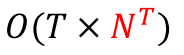 O(T × N^T)